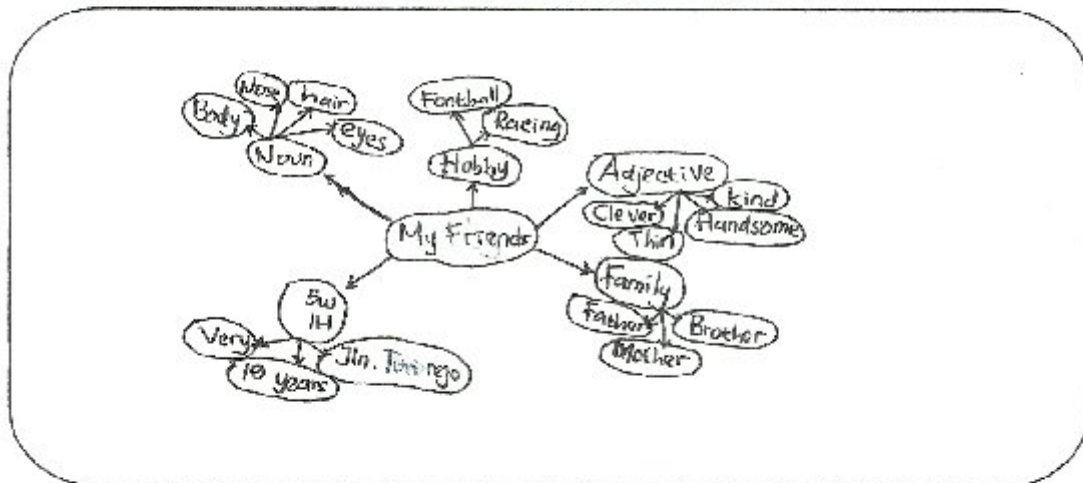 Nose
hair
Body
eyes
Noun
Football
Racing
Hobby
Adjective
kind
Clever
Handsome
Thin
My Friends
Family
Father
Brother
Mother
5W
1H
Very
10 years
Jln.